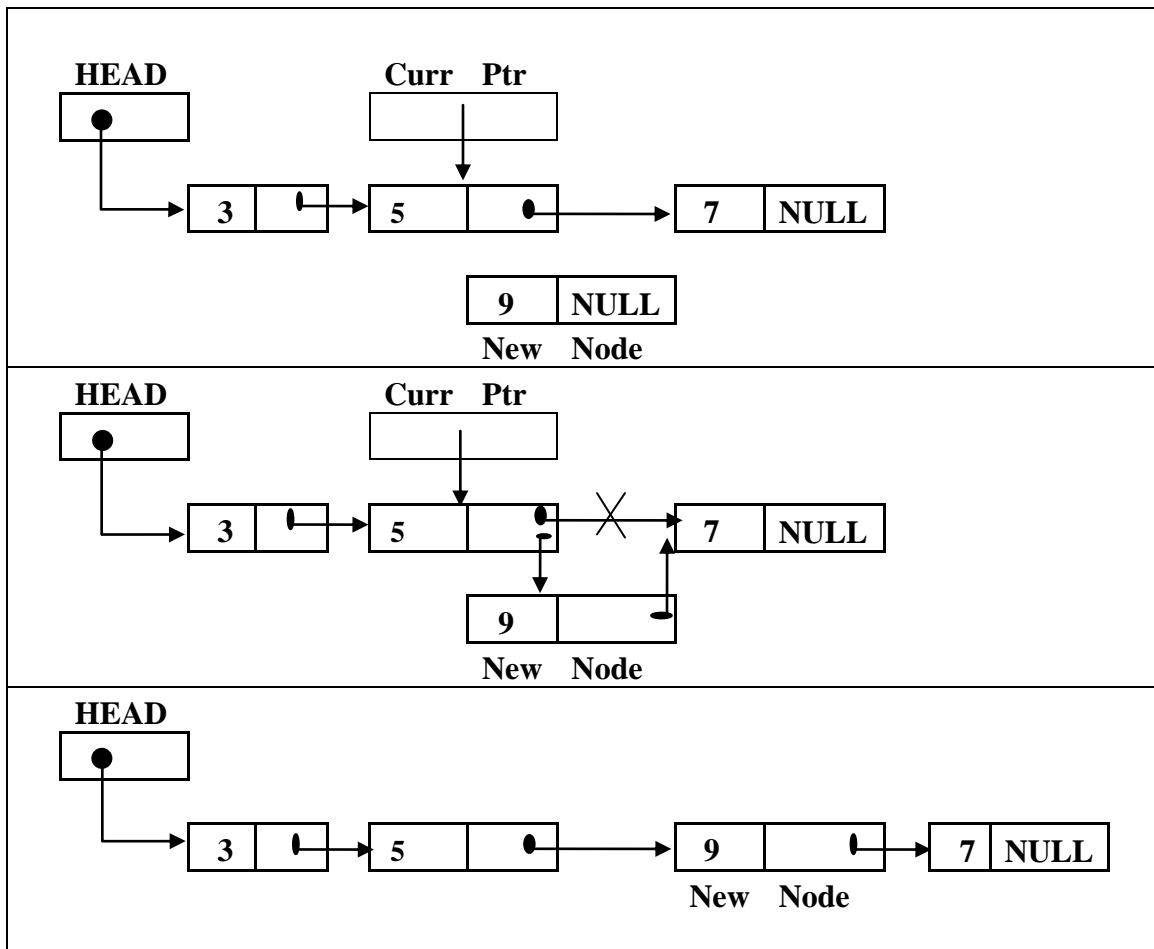 HEAD Curr Ptr
3 5 7 NULL
9 NULL
New Node
HEAD Curr Ptr
3 5 7 NULL
9
New Node
HEAD
3 5 9 7 NULL
New Node